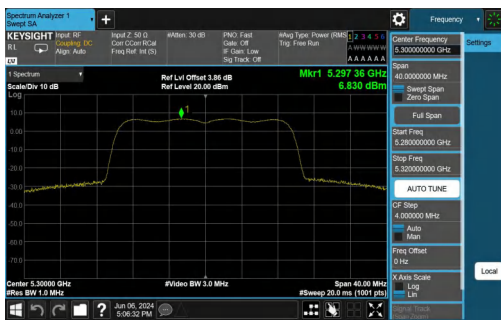 Spectrum Analyzer 1
Swept SA
+
Frequency
KEYSIGHT
RL
LV
Input: RF
Coupling: DC
Align: Auto
Input Z: 50 Ω
Corr CCorr RCal
Freq Ref: Int (S)
#Atten: 30 dB
PNO: Fast
Gate: Off
IF Gain: Low
Sig Track: Off
#Avg Type: Power (RMS)
Trig: Free Run
1 2 3 4 5 6
A W W W W W
A A A A A A
1 Spectrum
Scale/Div 10 dB
Ref Lvl Offset 3.86 dB
Ref Level 20.00 dBm
Mkr1 5.297 36 GHz
6.830 dBm
Log
1
10.0
0.00
-10.0
-20.0
-30.0
-40.0
-50.0
-60.0
-70.0
Center 5.30000 GHz
#Res BW 1.0 MHz
#Video BW 3.0 MHz
Span 40.00 MHz
#Sweep 20.0 ms (1001 pts)
Center Frequency
5.300000000 GHz
Span
40.0000000 MHz
Swept Span
Zero Span
Full Span
Start Freq
5.280000000 GHz
Stop Freq
5.320000000 GHz
AUTO TUNE
CF Step
4.000000 MHz
Auto
Man
Freq Offset
0 Hz
X Axis Scale
Log
Lin
Signal Track
Settings
Local
?
Jun 06, 2024
5:06:32 PM